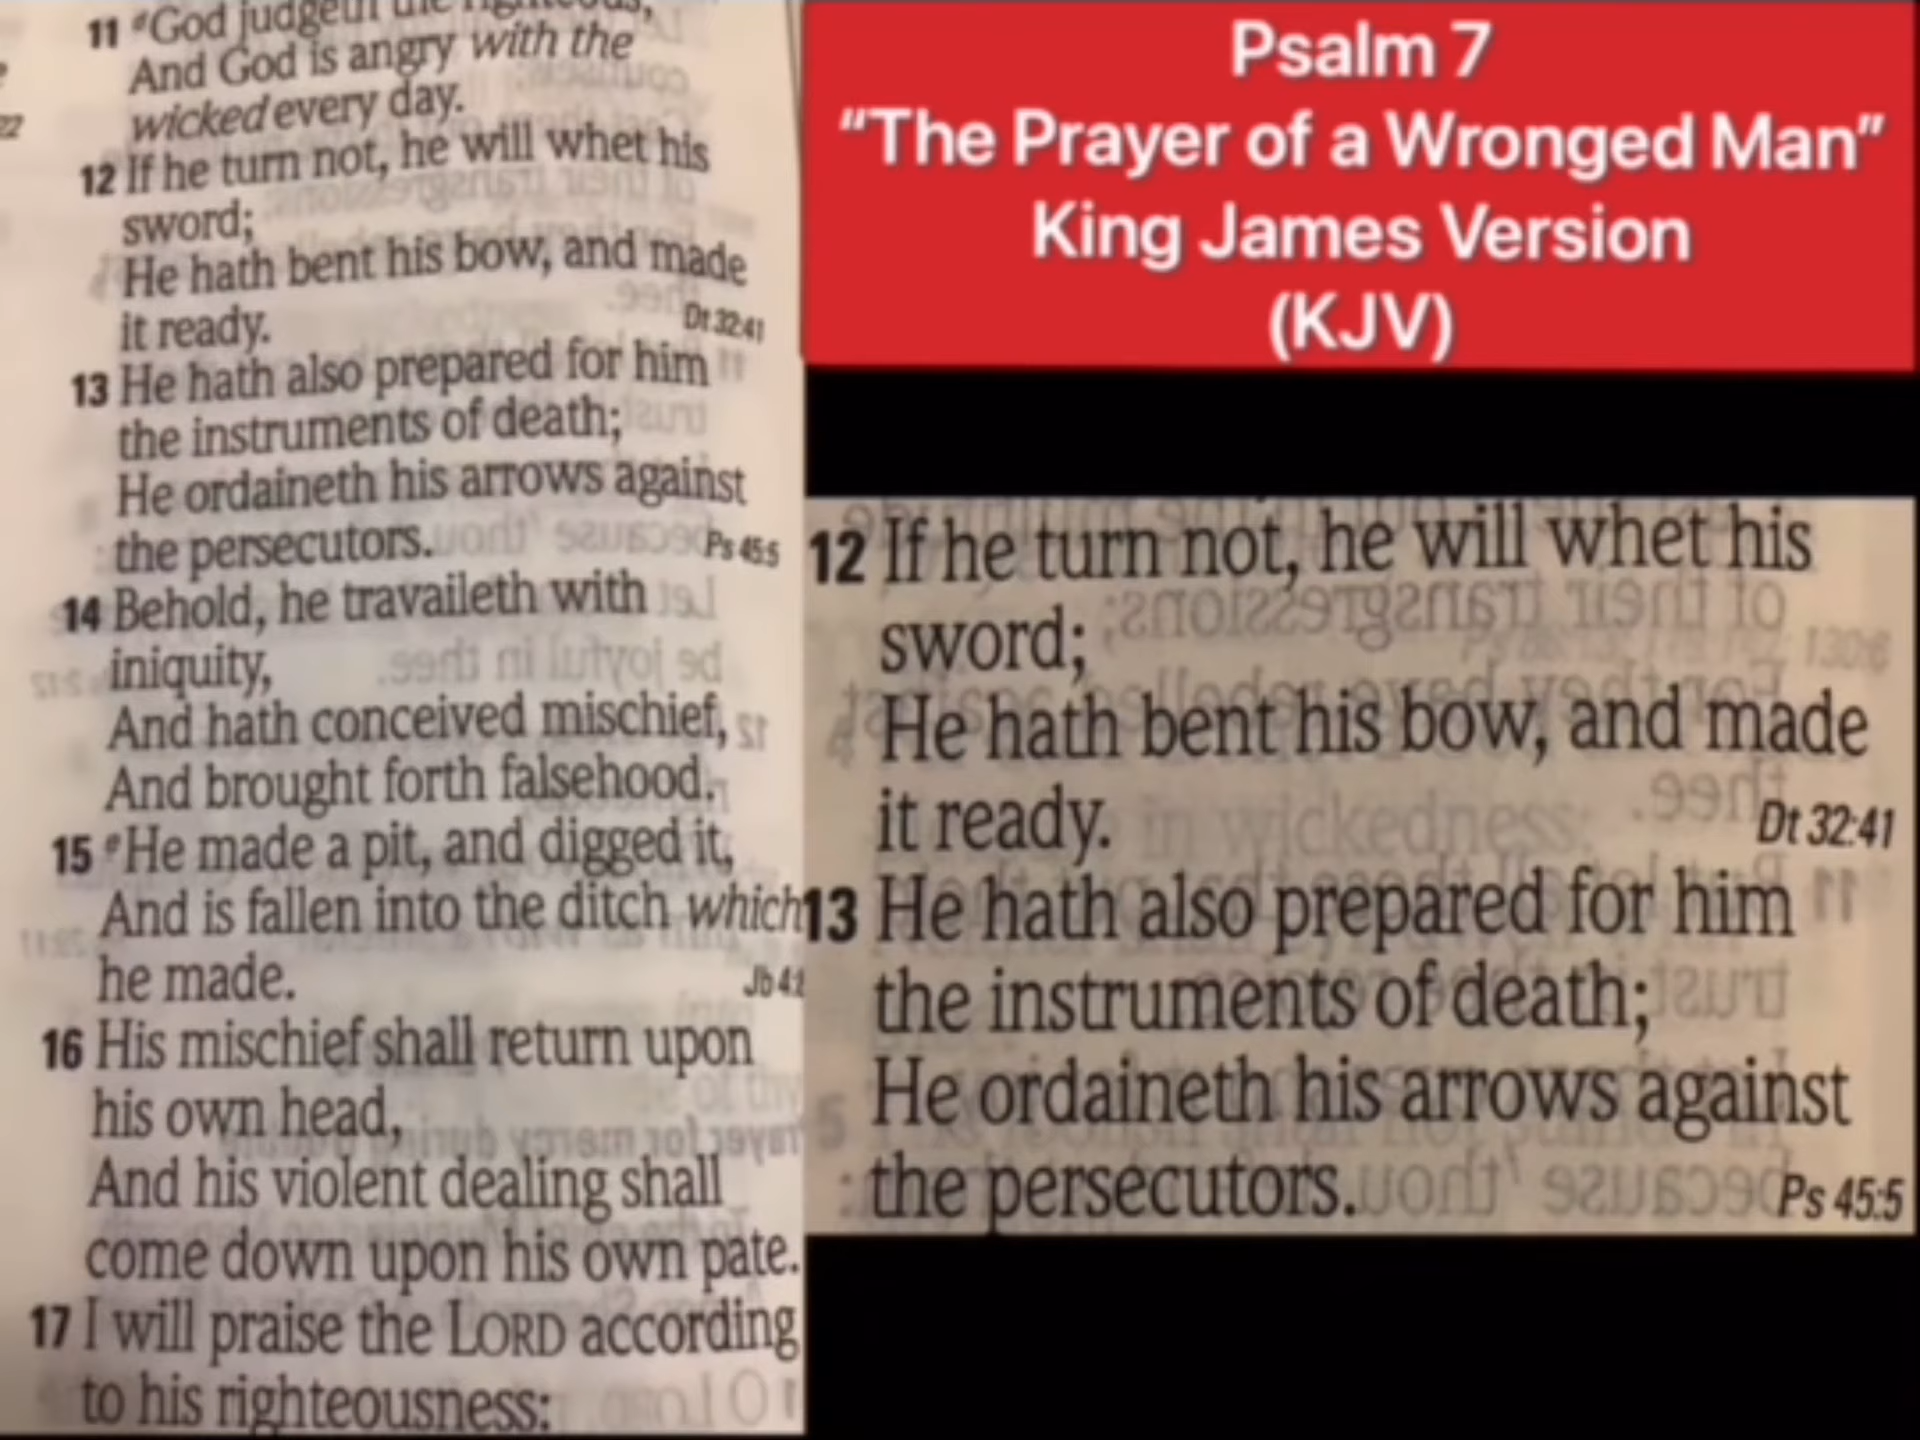 11 "God judgeth the righteous,
And God is angry with the
wicked every day.
12 If he turn not, he will whet his
sword;
He hath bent his bow, and made
it ready. Dt 32:41
13 He hath also prepared for him
the instruments of death;
He ordaineth his arrows against
the persecutors. Ps 45:5
14 Behold, he travaileth with
iniquity,
And hath conceived mischief,
And brought forth falsehood.
15 He made a pit, and digged it,
And is fallen into the ditch which
he made.
16 His mischief shall return upon
his own head,
And his violent dealing shall
come down upon his own pate.
17 I will praise the LORD according
to his righteousness:
Psalm 7
“The Prayer of a Wronged Man”
King James Version
(KJV)
12 If he turn not, he will whet his
sword;
He hath bent his bow, and made
it ready. Dt 32:41
13 He hath also prepared for him
the instruments of death;
He ordaineth his arrows against
the persecutors. Ps 45:5